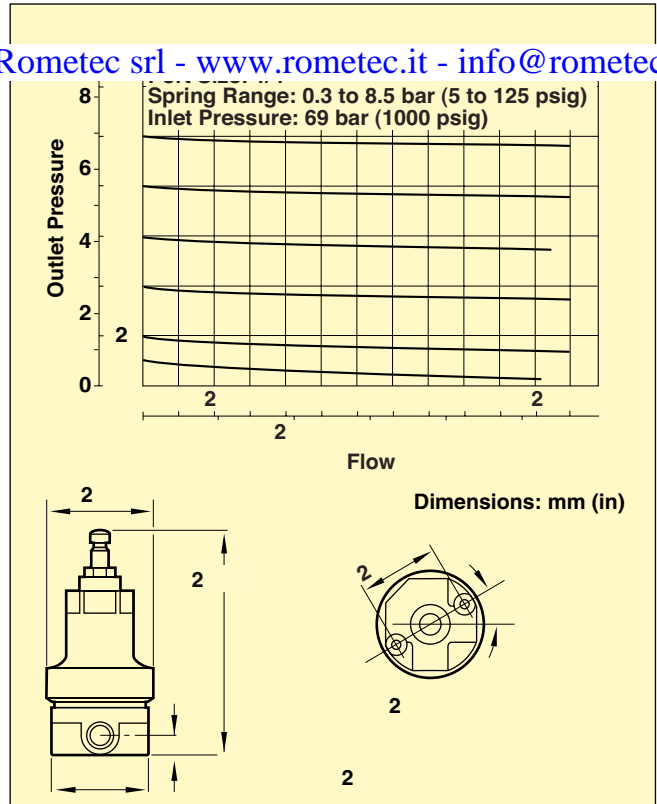 Rometec srl - www.rometec.it - info@rometec
Spring Range: 0.3 to 8.5 bar (5 to 125 psig)
Inlet Pressure: 69 bar (1000 psig)
Outlet Pressure
8
6
4
2
2
0
2
2
2
Flow
Dimensions: mm (in)
2
2
2
2
2